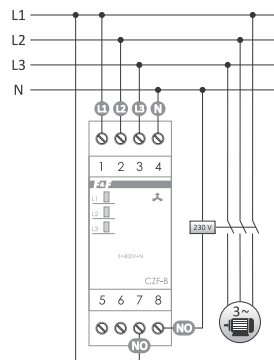 L1
L2
L3
N
L1 L2 L3 N
1 2 3 4
F&F
L1
L2
L3
3×400V+N
CZF-B
5 6 7 8
NO
NO
230 V
3~